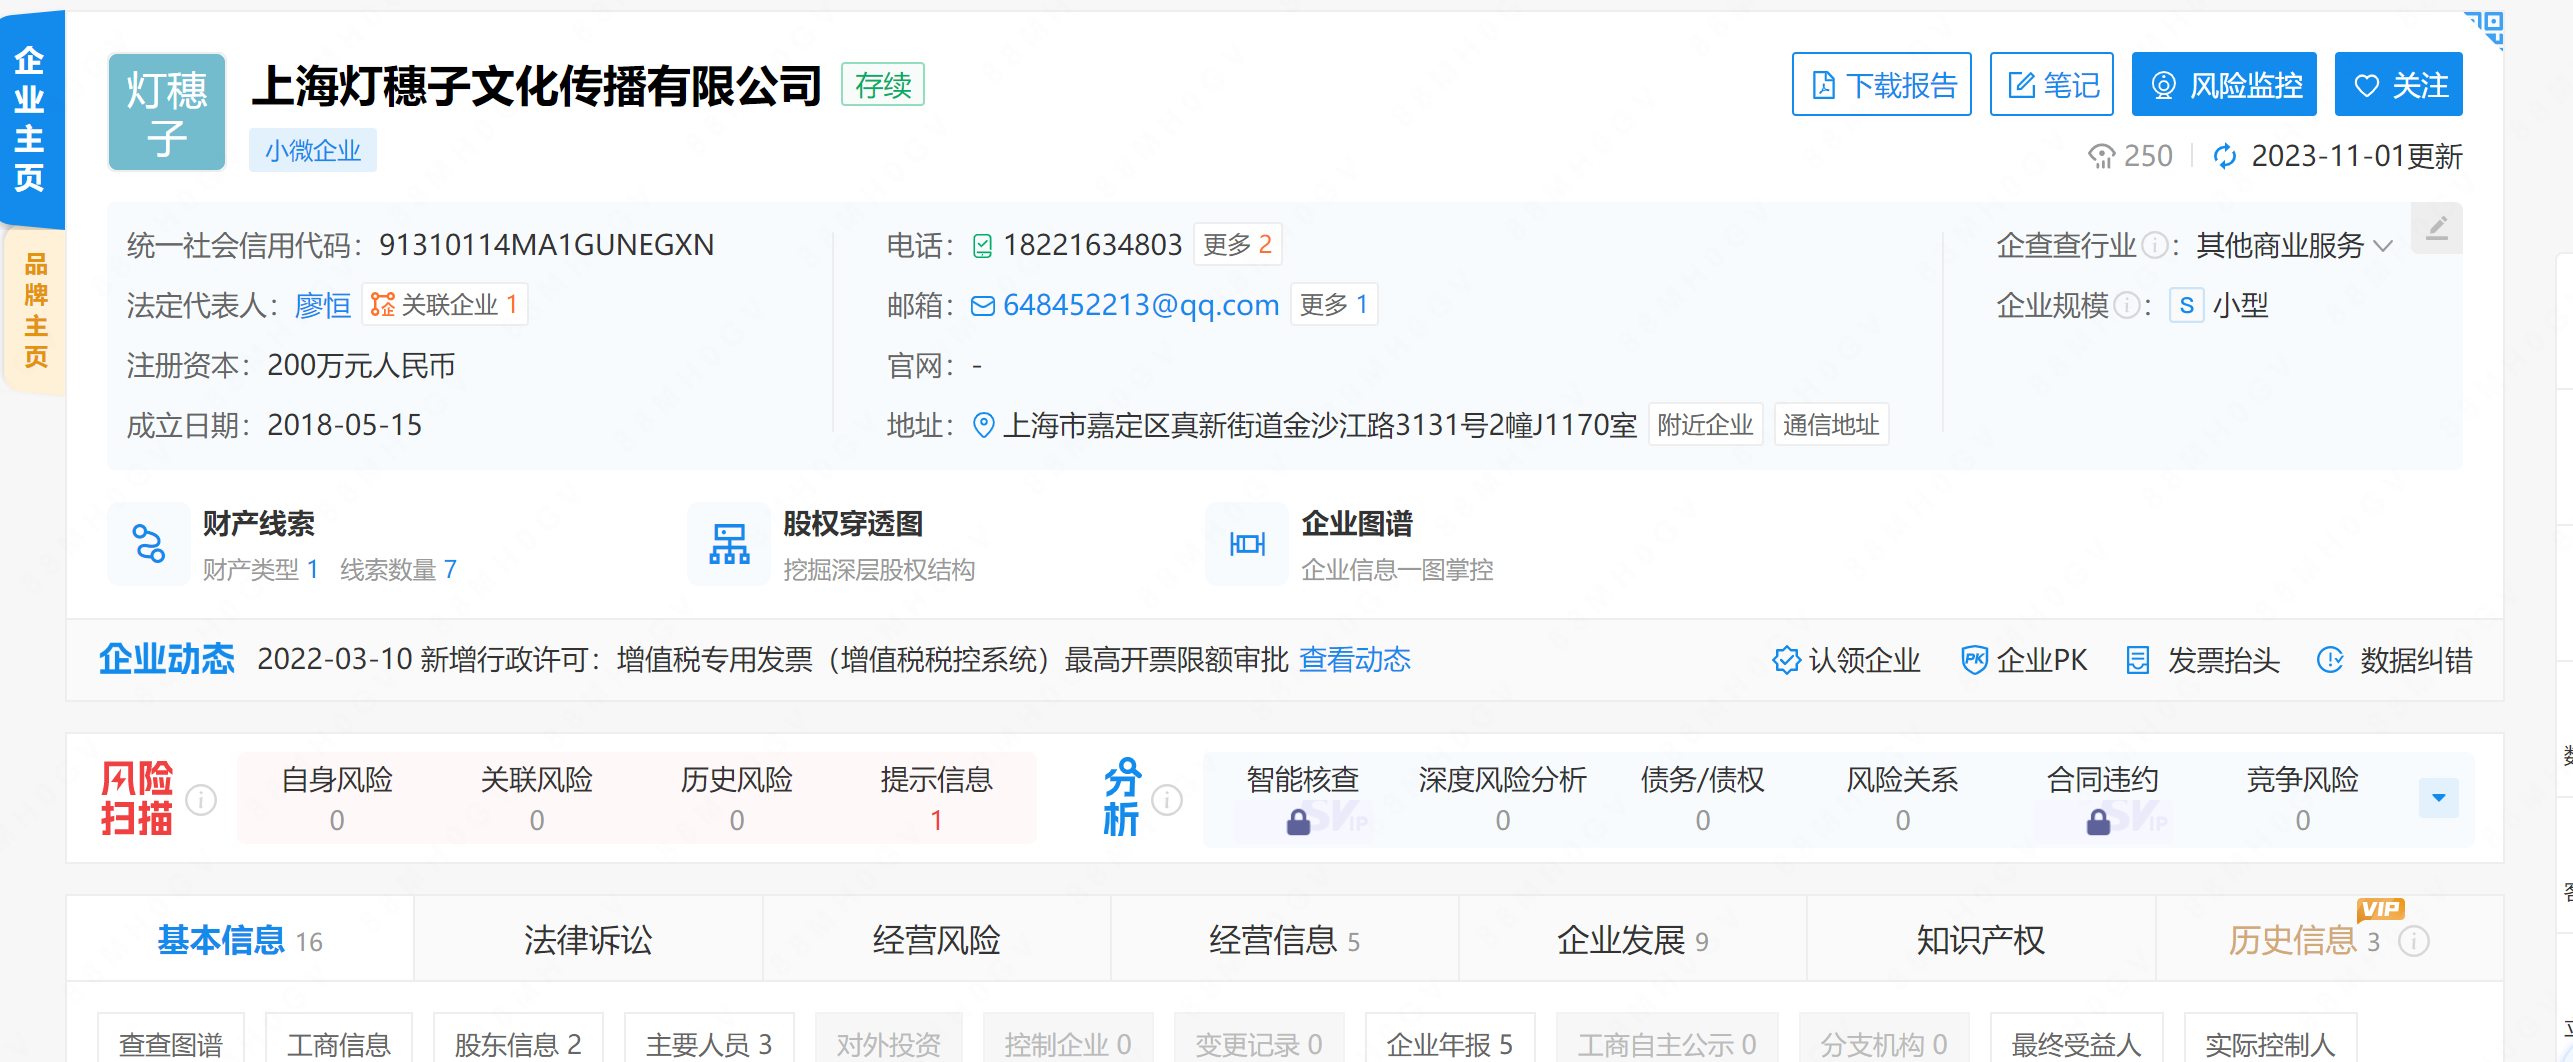 企业主页
品牌主页
灯穗子
上海灯穗子文化传播有限公司 存续
小微企业
下载报告 笔记 风险监控 关注
250 2023-11-01更新
统一社会信用代码：91310114MA1GUNEGXN
法定代表人：廖恒 关联企业 1
注册资本：200万元人民币
成立日期：2018-05-15
电话：18221634803 更多 2
邮箱：648452213@qq.com 更多 1
官网：-
地址：上海市嘉定区真新街道金沙江路3131号2幢J1170室 附近企业 通信地址
企查查行业：其他商业服务
企业规模：S 小型
财产线索
财产类型 1 线索数量 7
股权穿透图
挖掘深层股权结构
企业图谱
企业信息一图掌控
企业动态 2022-03-10 新增行政许可：增值税专用发票（增值税税控系统）最高开票限额审批 查看动态
认领企业 PK 企业PK 发票抬头 数据纠错
风险扫描
自身风险 关联风险 历史风险 提示信息
0 0 0 1
分析
智能核查 深度风险分析 债务/债权 风险关系 合同违约 竞争风险
SVIP 0 0 0 SVIP 0
基本信息 16 法律诉讼 经营风险 经营信息 5 企业发展 9 知识产权 历史信息 3 VIP
查查图谱 工商信息 股东信息 2 主要人员 3 对外投资 控制企业 0 变更记录 0 企业年报 5 工商自主公示 0 分支机构 0 最终受益人 实际控制人